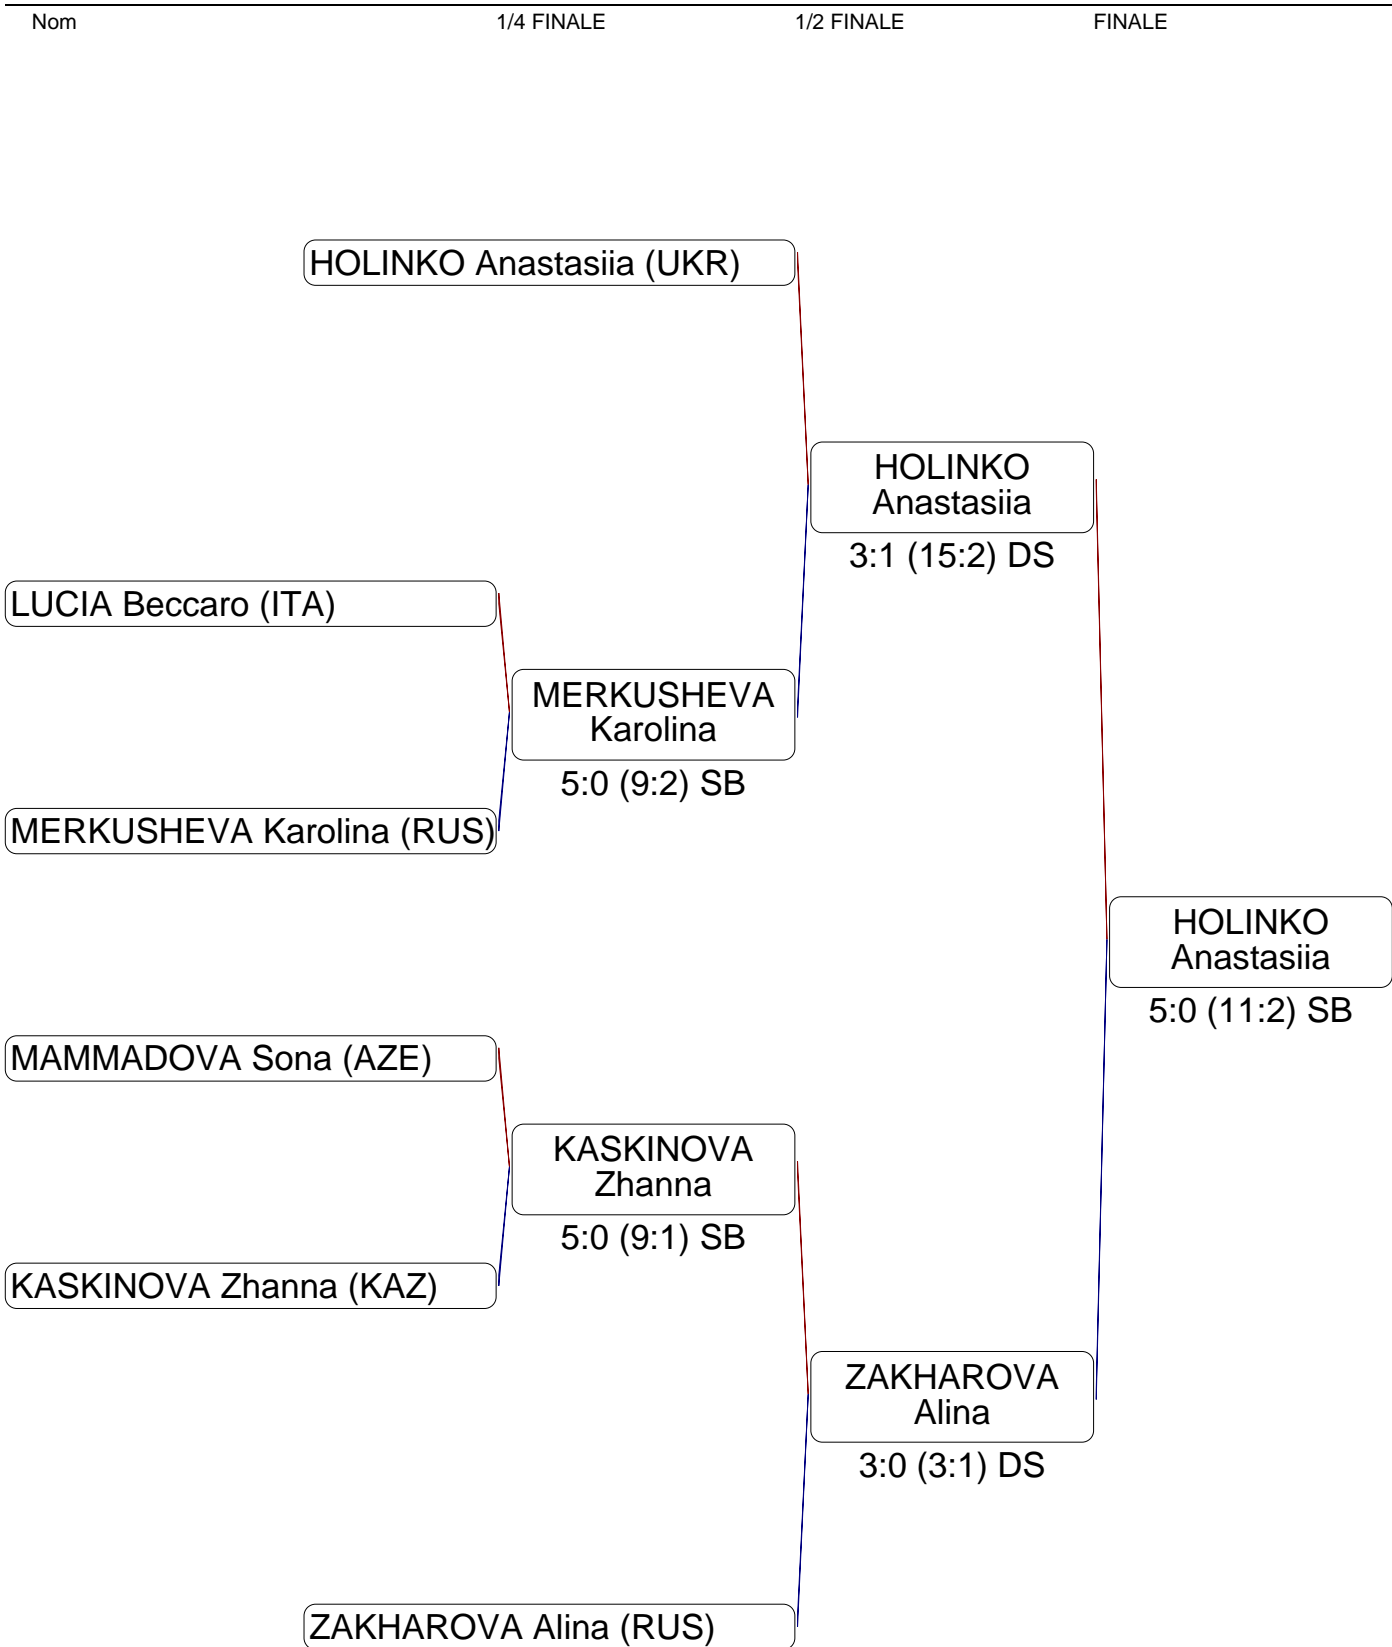 Nom 1/4 FINALE 1/2 FINALE FINALE
HOLINKO Anastasiia (UKR)
HOLINKO
Anastasiia
3:1 (15:2) DS
LUCIA Beccaro (ITA)
MERKUSHEVA
Karolina
5:0 (9:2) SB
MERKUSHEVA Karolina (RUS)
HOLINKO
Anastasiia
5:0 (11:2) SB
MAMMADOVA Sona (AZE)
KASKINOVA
Zhanna
5:0 (9:1) SB
KASKINOVA Zhanna (KAZ)
ZAKHAROVA
Alina
3:0 (3:1) DS
ZAKHAROVA Alina (RUS)